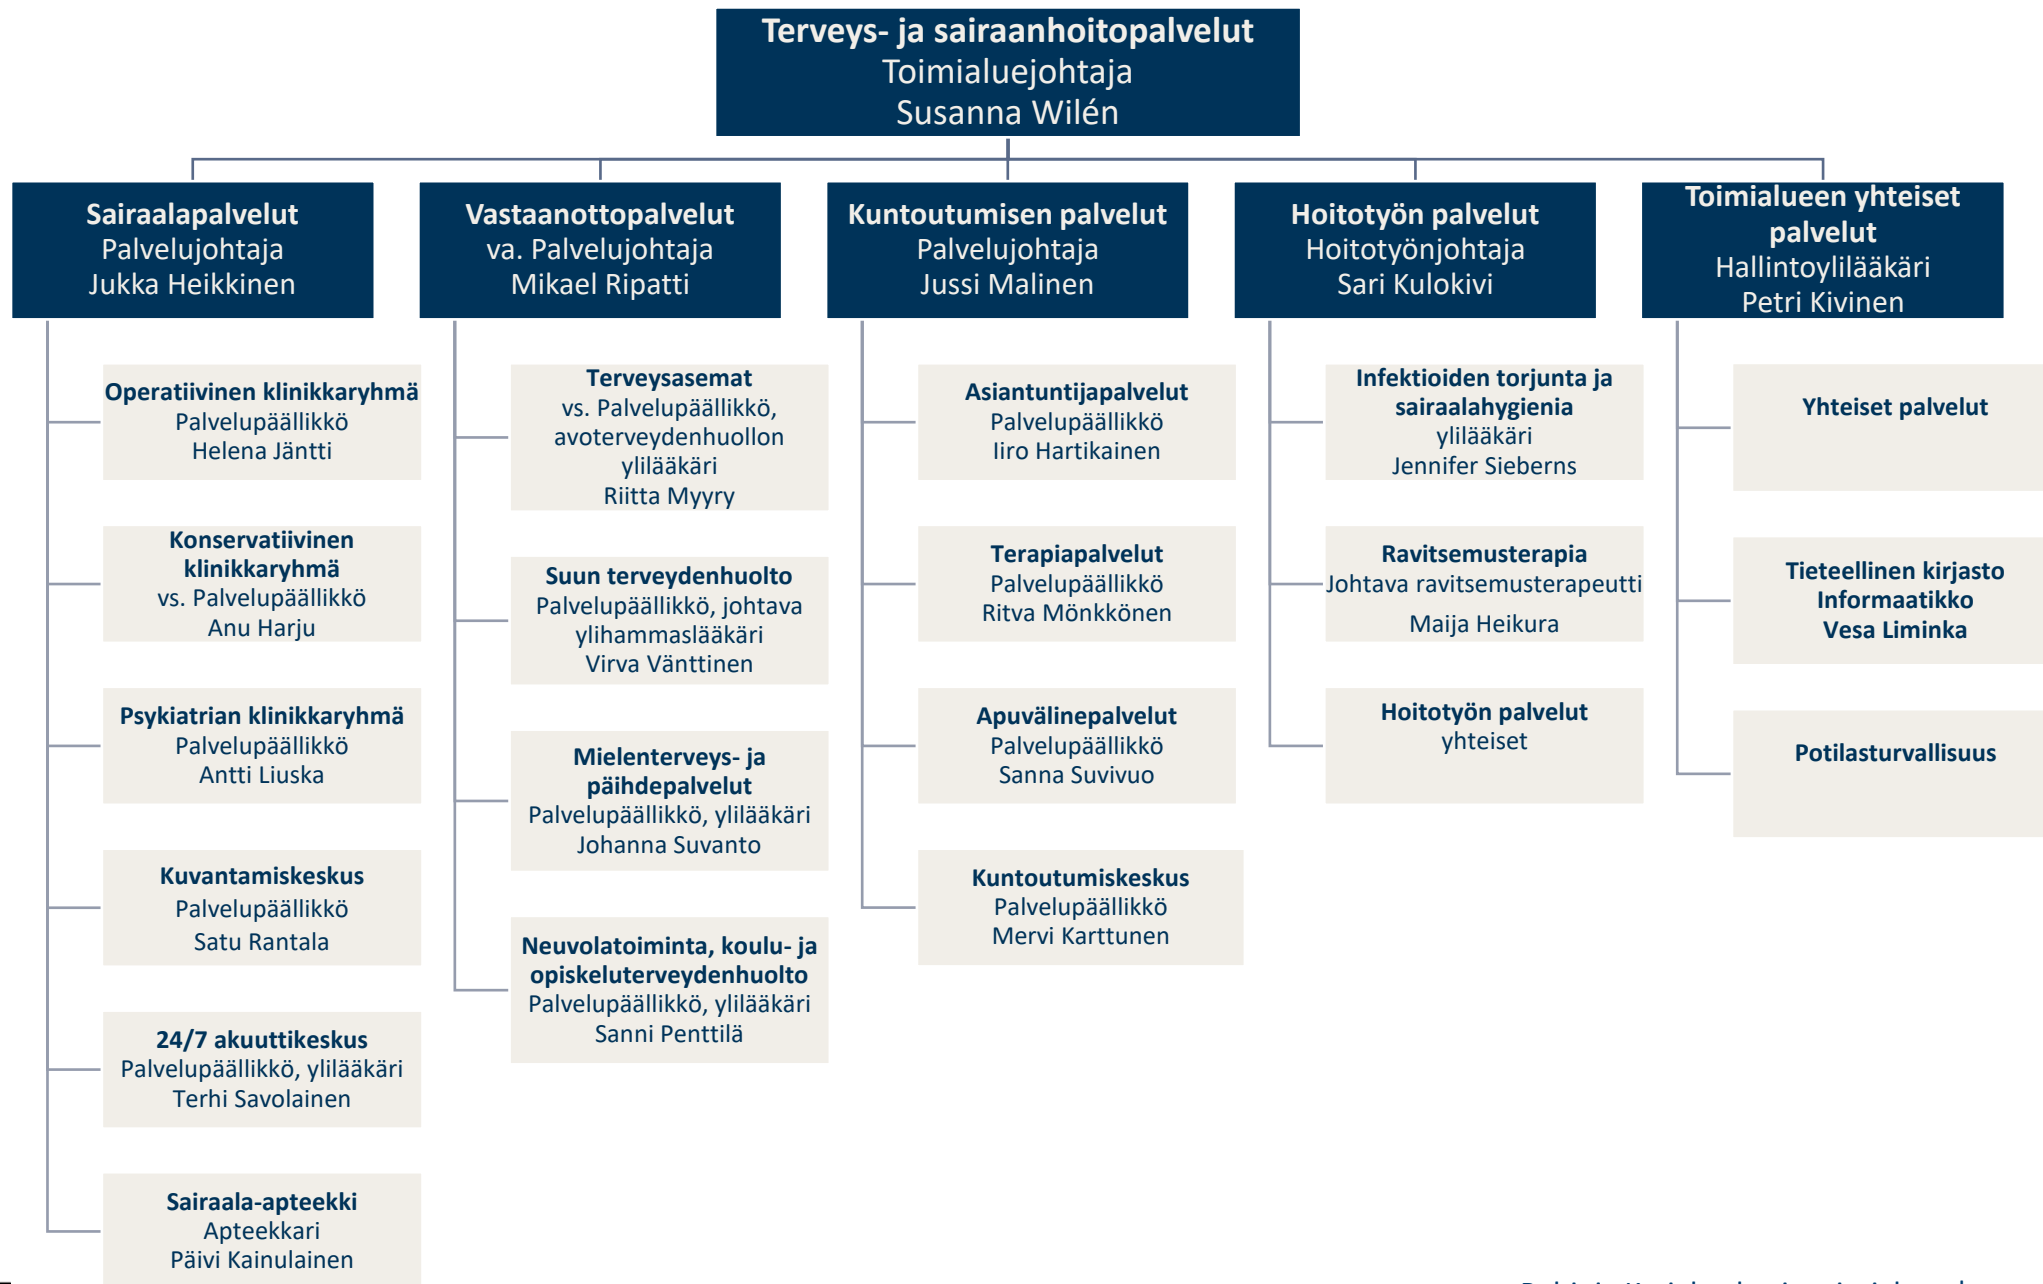 Terveys- ja sairaanhoitopalvelut
Toimialuejohtaja
Susanna Wilén
Sairaalapalvelut
Palvelujohtaja
Jukka Heikkinen
Operatiivinen klinikkaryhmä
Palvelupäällikkö
Helena Jäntti
Konservatiivinen
klinikkaryhmä
vs. Palvelupäällikkö
Anu Harju
Psykiatrian klinikkaryhmä
Palvelupäällikkö
Antti Liuska
Kuvantamiskeskus
Palvelupäällikkö
Satu Rantala
24/7 akuuttikeskus
Palvelupäällikkö, ylilääkäri
Terhi Savolainen
Sairaala-apteekki
Apteekkari
Päivi Kainulainen
Vastaanottopalvelut
va. Palvelujohtaja
Mikael Ripatti
Terveysasemat
vs. Palvelupäällikkö,
avoterveydenhuollon
ylilääkäri
Riitta Myyry
Suun terveydenhuolto
Palvelupäällikkö, johtava
ylihammaslääkäri
Virva Vänttinen
Mielenterveys- ja
päihdepalvelut
Palvelupäällikkö, ylilääkäri
Johanna Suvanto
Neuvolatoiminta, koulu- ja
opiskeluterveydenhuolto
Palvelupäällikkö, ylilääkäri
Sanni Penttilä
Kuntoutumisen palvelut
Palvelujohtaja
Jussi Malinen
Asiantuntijapalvelut
Palvelupäällikkö
Iiro Hartikainen
Terapiapalvelut
Palvelupäällikkö
Ritva Mönkkönen
Apuvälinepalvelut
Palvelupäällikkö
Sanna Suvivuo
Kuntoutumiskeskus
Palvelupäällikkö
Mervi Karttunen
Hoitotyön palvelut
Hoitotyönjohtaja
Sari Kulokivi
Infektioiden torjunta ja
sairaalahygienia
ylilääkäri
Jennifer Sieberns
Ravitsemusterapia
Johtava ravitsemusterapeutti
Maija Heikura
Hoitotyön palvelut
yhteiset
Toimialueen yhteiset
palvelut
Hallintoylilääkäri
Petri Kivinen
Yhteiset palvelut
Tieteellinen kirjasto
Informaatikko
Vesa Liminka
Potilasturvallisuus